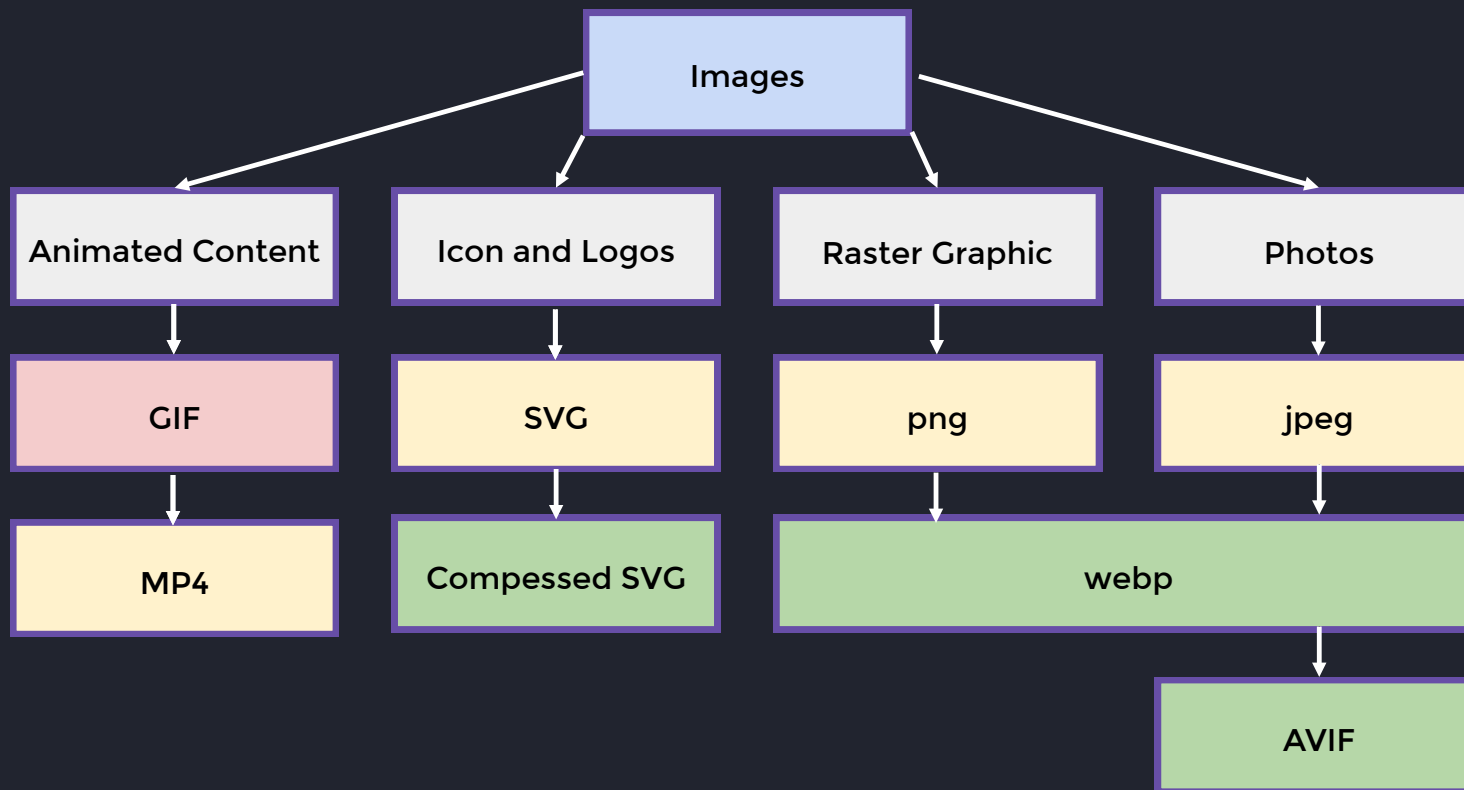 Images
Animated Content
Icon and Logos
Raster Graphic
Photos
GIF
SVG
png
jpeg
MP4
Compessed SVG
webp
AVIF